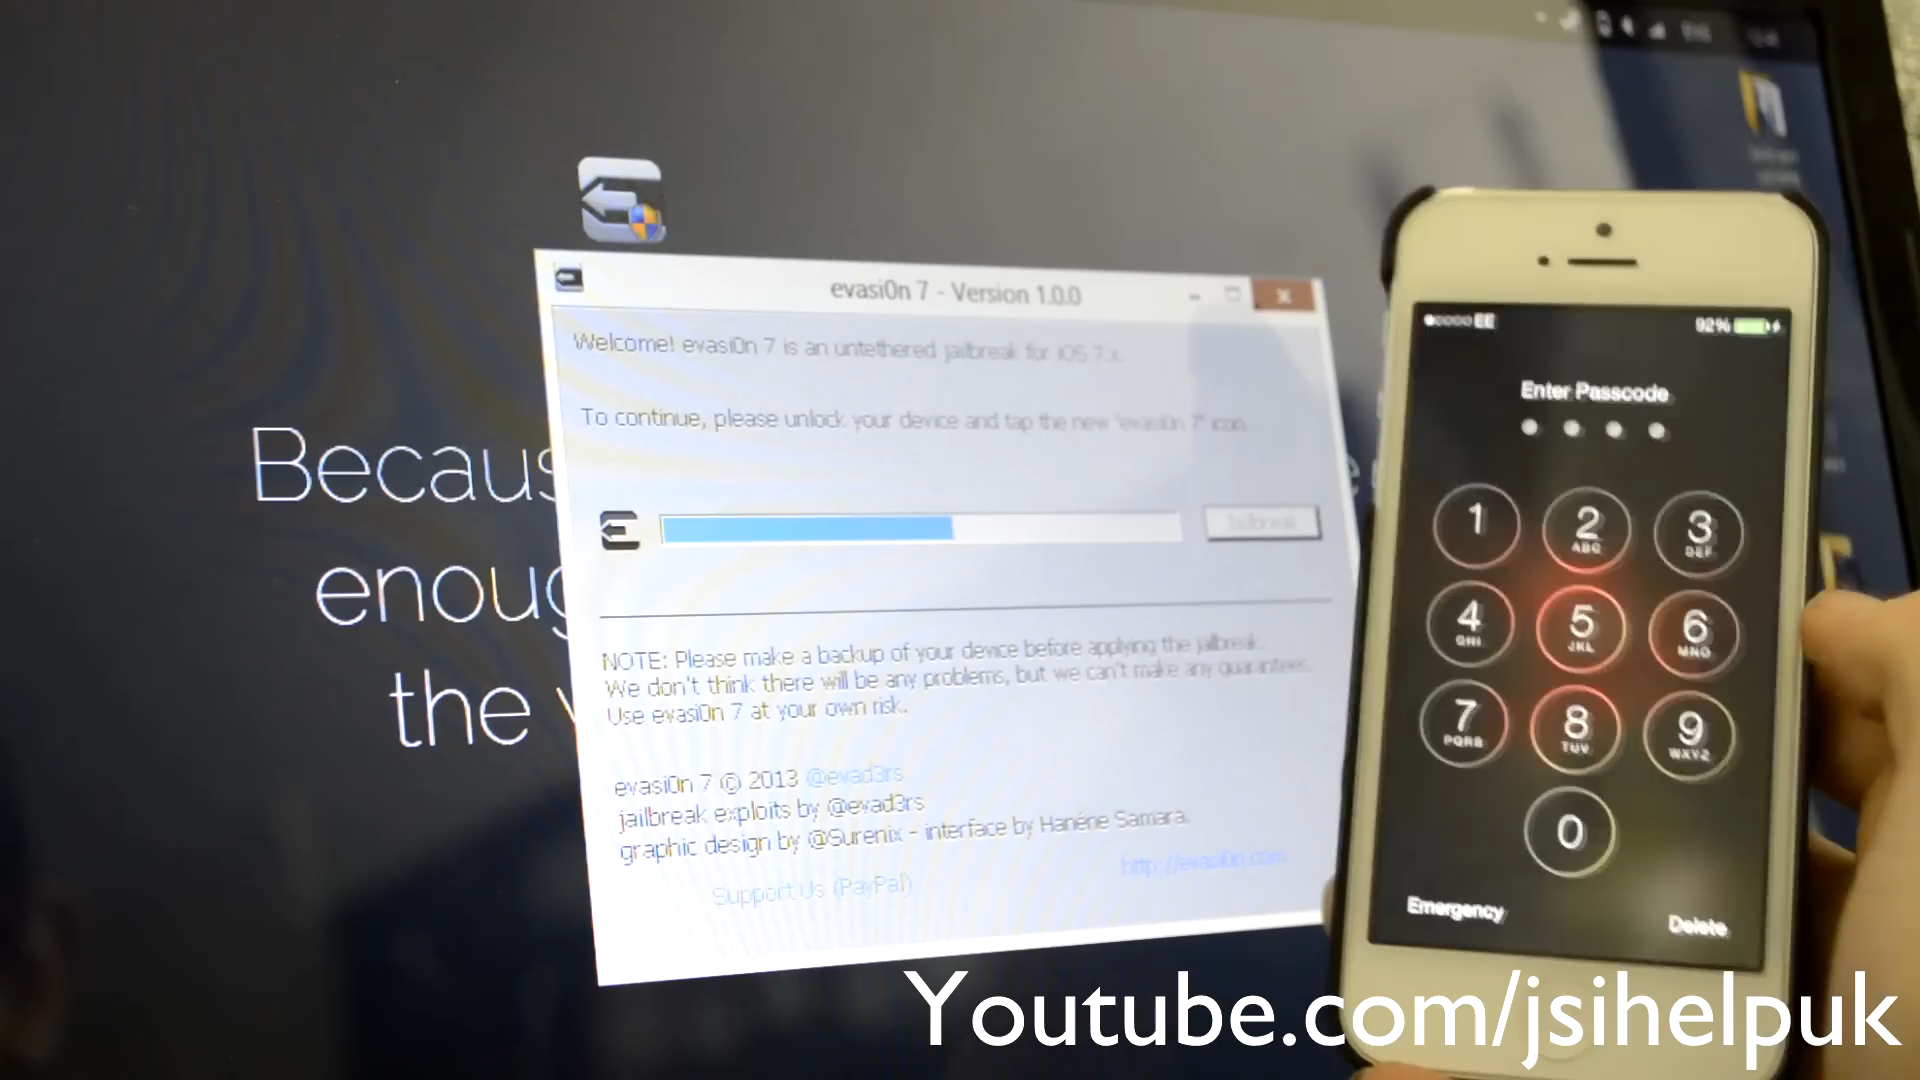 evasi0n 7 - Version 1.0.0
Welcome! evasi0n 7 is an untethered jailbreak for iOS 7.x.
To continue, please unlock your device and tap the new 'evasi0n 7' icon.
Jailbreak
NOTE: Please make a backup of your device before applying the jailbreak.
We don't think there will be any problems, but we can't make any guarantees.
Use evasi0n 7 at your own risk.
evasi0n 7 © 2013 @evad3rs
jailbreak exploits by @evad3rs
graphic design by @Surenix - interface by Hanéne Samara.
http://evasi0n.com
Support Us (PayPal)
Becaus
enoug
the
EE
92%
Enter Passcode
1
2 ABC
3 DEF
4 GHI
5 JKL
6 MNO
7 PQRS
8 TUV
9 WXYZ
0
Emergency
Delete
Youtube.com/jsihelpuk